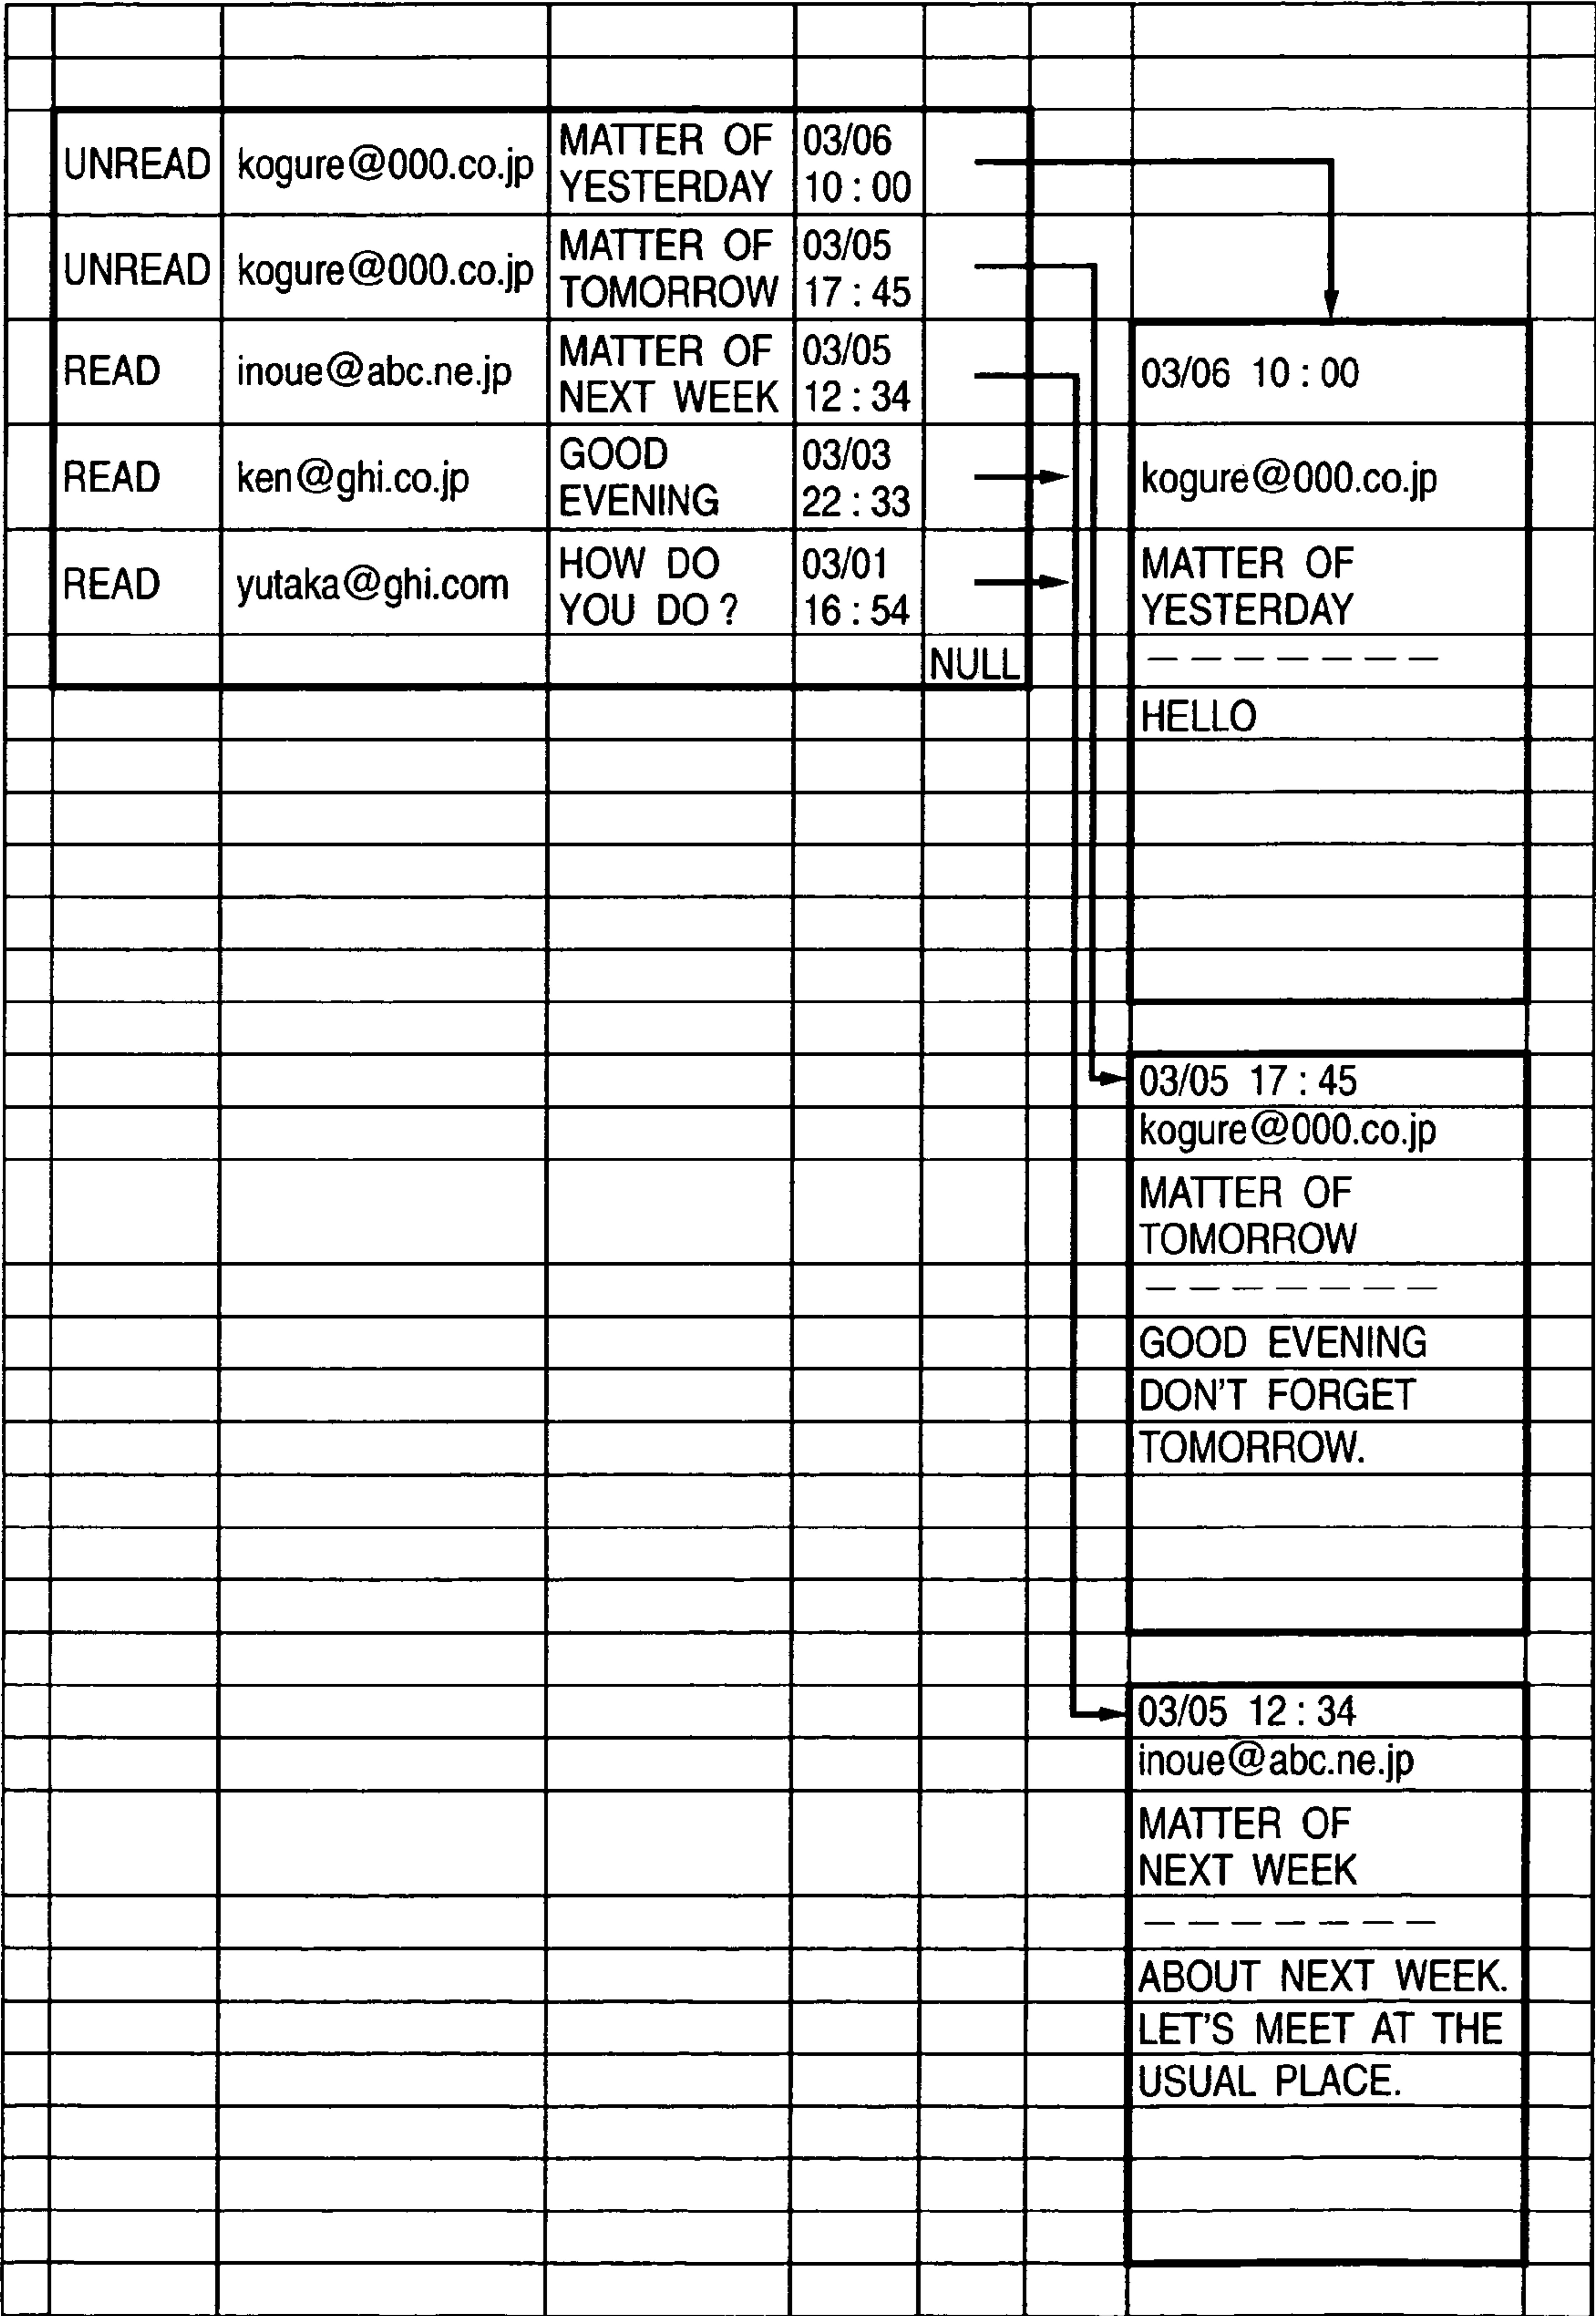 UNREAD kogure@000.co.jp MATTER OF YESTERDAY 03/06 10:00
UNREAD kogure@000.co.jp MATTER OF TOMORROW 03/05 17:45
READ inoue@abc.ne.jp MATTER OF NEXT WEEK 03/05 12:34
READ ken@ghi.co.jp GOOD EVENING 03/03 22:33
READ yutaka@ghi.com HOW DO YOU DO? 03/01 16:54
NULL
03/06 10:00
kogure@000.co.jp
MATTER OF
YESTERDAY
-------
HELLO
03/05 17:45
kogure@000.co.jp
MATTER OF
TOMORROW
-------
GOOD EVENING
DON'T FORGET
TOMORROW.
03/05 12:34
inoue@abc.ne.jp
MATTER OF
NEXT WEEK
-------
ABOUT NEXT WEEK.
LET'S MEET AT THE
USUAL PLACE.